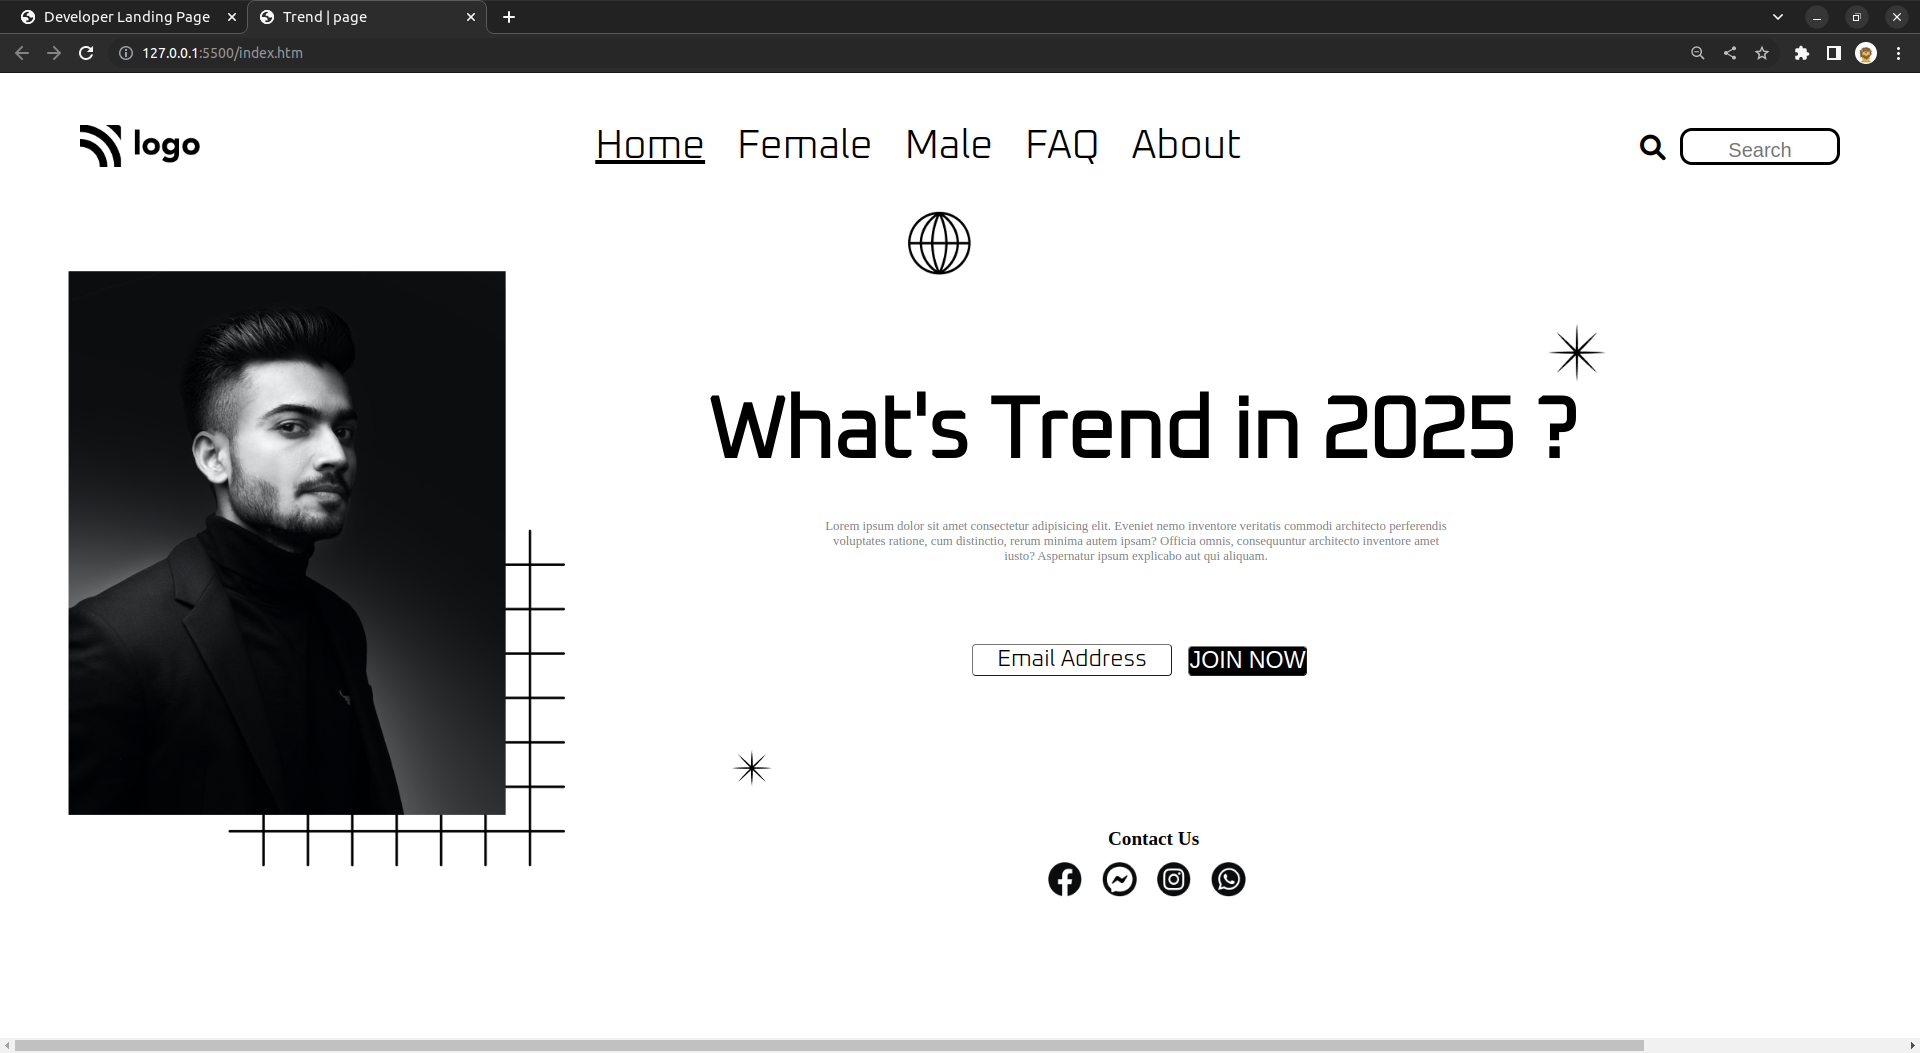 Developer Landing Page
Trend | page
127.0.0.1:5500/index.htm
logo
Home Female Male FAQ About
Search
What's Trend in 2025 ?
Lorem ipsum dolor sit amet consectetur adipisicing elit. Eveniet nemo inventore veritatis commodi architecto perferendis
voluptates ratione, cum distinctio, rerum minima autem ipsam? Officia omnis, consequuntur architecto inventore amet
iusto? Aspernatur ipsum explicabo aut qui aliquam.
Email Address
JOIN NOW
Contact Us